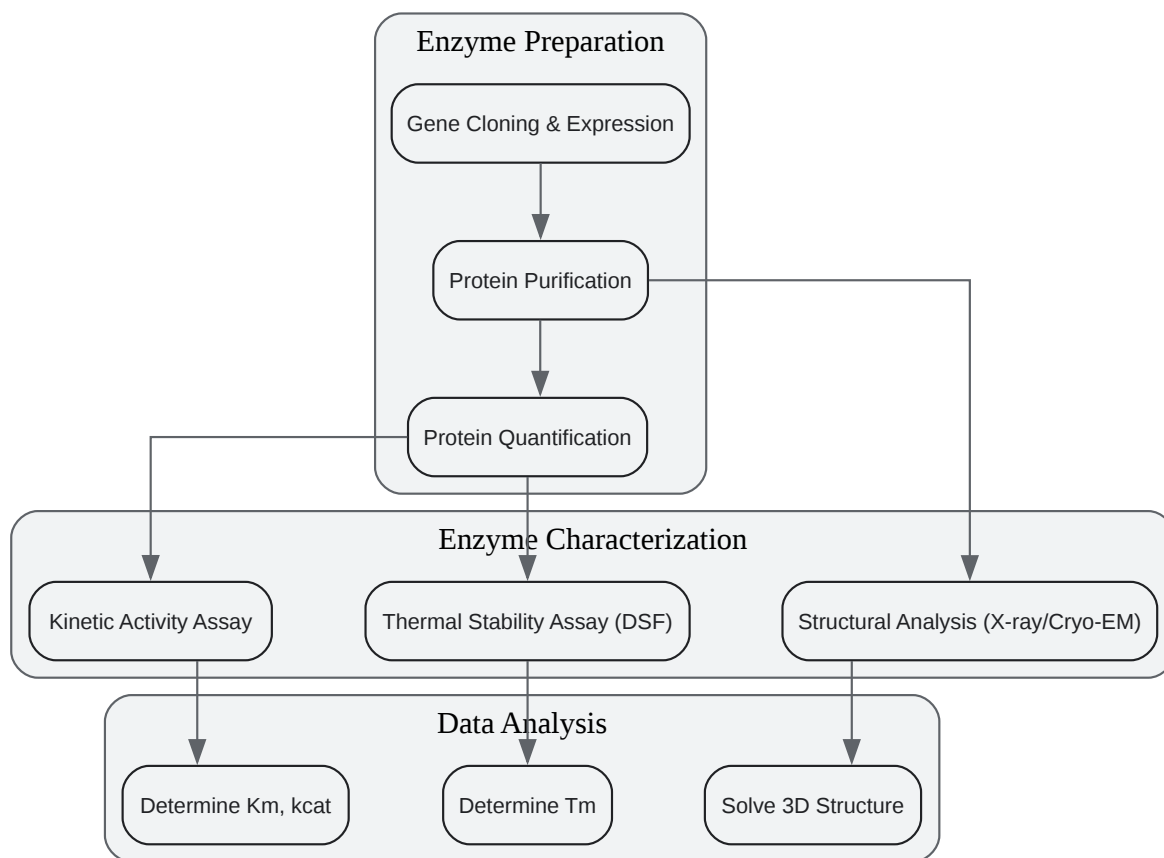 Enzyme Preparation
Gene Cloning & Expression
Protein Purification
Protein Quantification
Enzyme Characterization
Kinetic Activity Assay
Thermal Stability Assay (DSF)
Structural Analysis (X-ray/Cryo-EM)
Data Analysis
Determine Km, kcat
Determine Tm
Solve 3D Structure